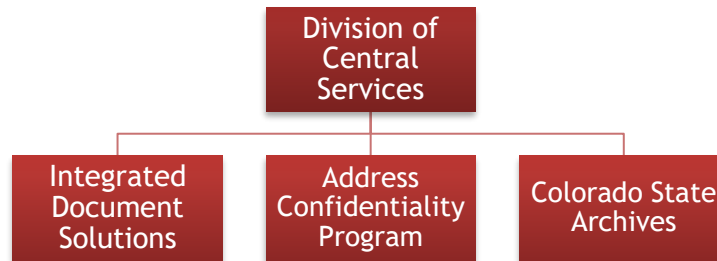 Division of
Central
Services
Integrated
Document
Solutions
Address
Confidentiality
Program
Colorado State
Archives